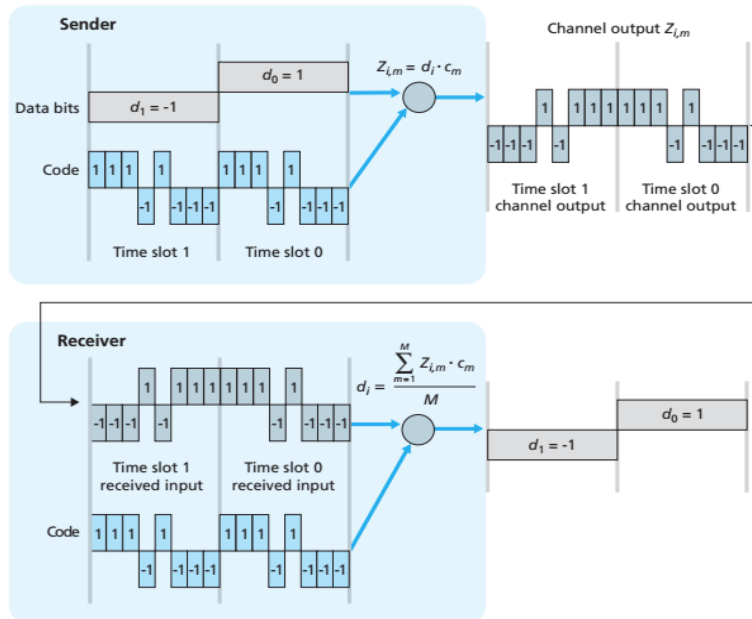 Sender
Channel output Z_{i,m}
d_0 = 1
Z_{i,m} = d_i · c_m
Data bits
d_1 = -1
1 1 1 1 1 1 1 1
-1 -1 -1 -1 -1 -1 -1 -1
Code
1 1 1 1 1 1 1 1
-1 -1 -1 -1 -1 -1 -1 -1
Time slot 1
Time slot 0
Time slot 1
channel output
Time slot 0
channel output
Receiver
1 1 1 1 1 1 1 1
-1 -1 -1 -1 -1 -1 -1 -1
d_i = \frac{\sum_{m=1}^{M} Z_{i,m} · c_m}{M}
Time slot 1
received input
Time slot 0
received input
d_0 = 1
d_1 = -1
Code
1 1 1 1 1 1 1 1
-1 -1 -1 -1 -1 -1 -1 -1